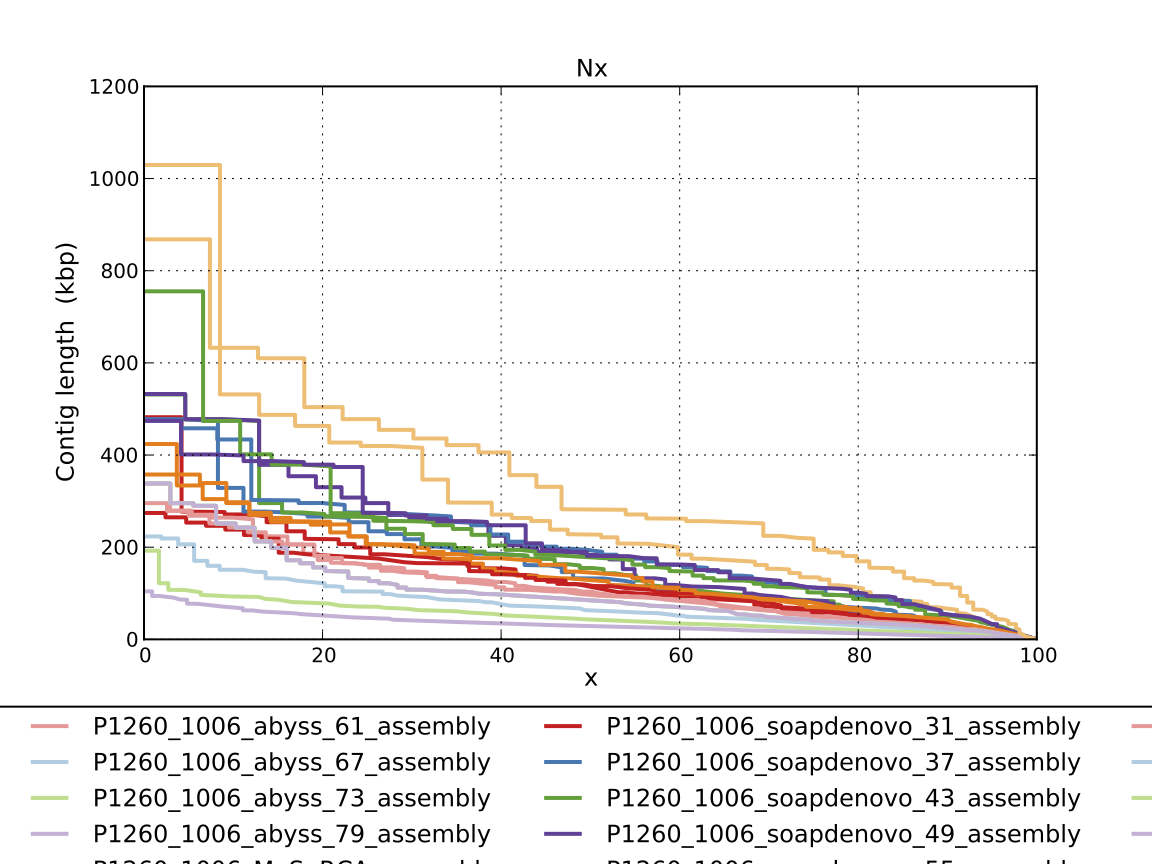 Nx
1200
1000
800
600
400
200
0
Contig length (kbp)
0 20 40 60 80 100
x
P1260_1006_abyss_61_assembly P1260_1006_soapdenovo_31_assembly
P1260_1006_abyss_67_assembly P1260_1006_soapdenovo_37_assembly
P1260_1006_abyss_73_assembly P1260_1006_soapdenovo_43_assembly
P1260_1006_abyss_79_assembly P1260_1006_soapdenovo_49_assembly